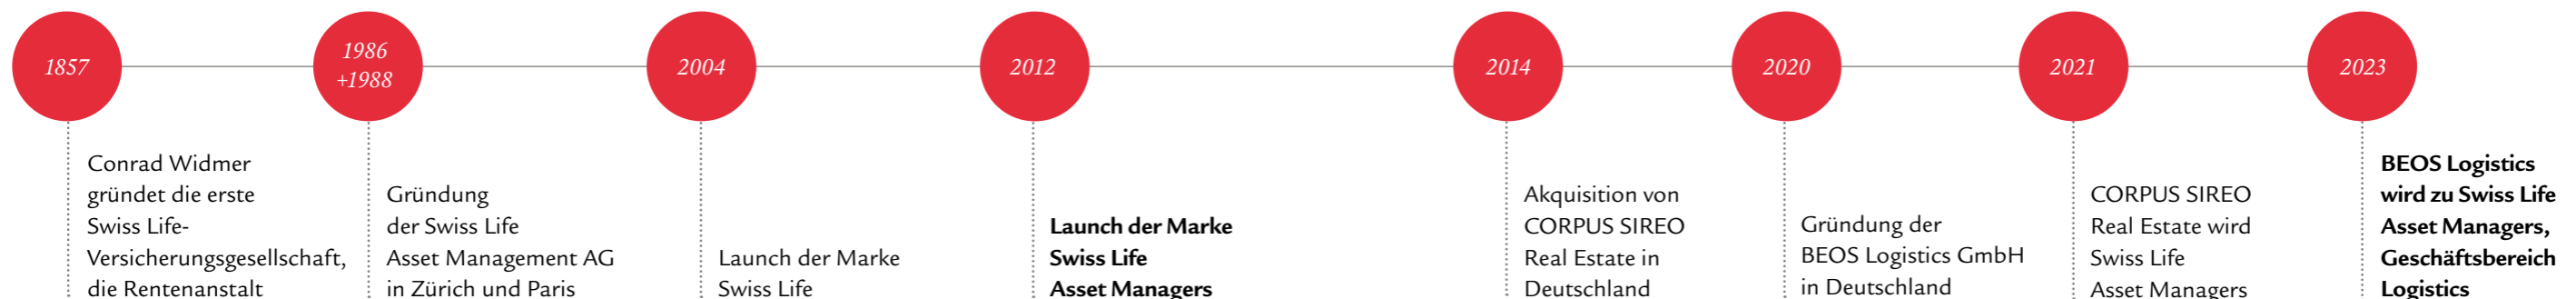 1857
1986
+1988
2004
2012
2014
2020
2021
2023
Conrad Widmer
gründet die erste
Swiss Life-
Versicherungsgesellschaft,
die Rentenanstalt
Gründung
der Swiss Life
Asset Management AG
in Zürich und Paris
Launch der Marke
Swiss Life
Launch der Marke
Swiss Life
Asset Managers
Akquisition von
CORPUS SIREO
Real Estate in
Deutschland
Gründung der
BEOS Logistics GmbH
in Deutschland
CORPUS SIREO
Real Estate wird
Swiss Life
Asset Managers
BEOS Logistics
wird zu Swiss Life
Asset Managers,
Geschäftsbereich
Logistics